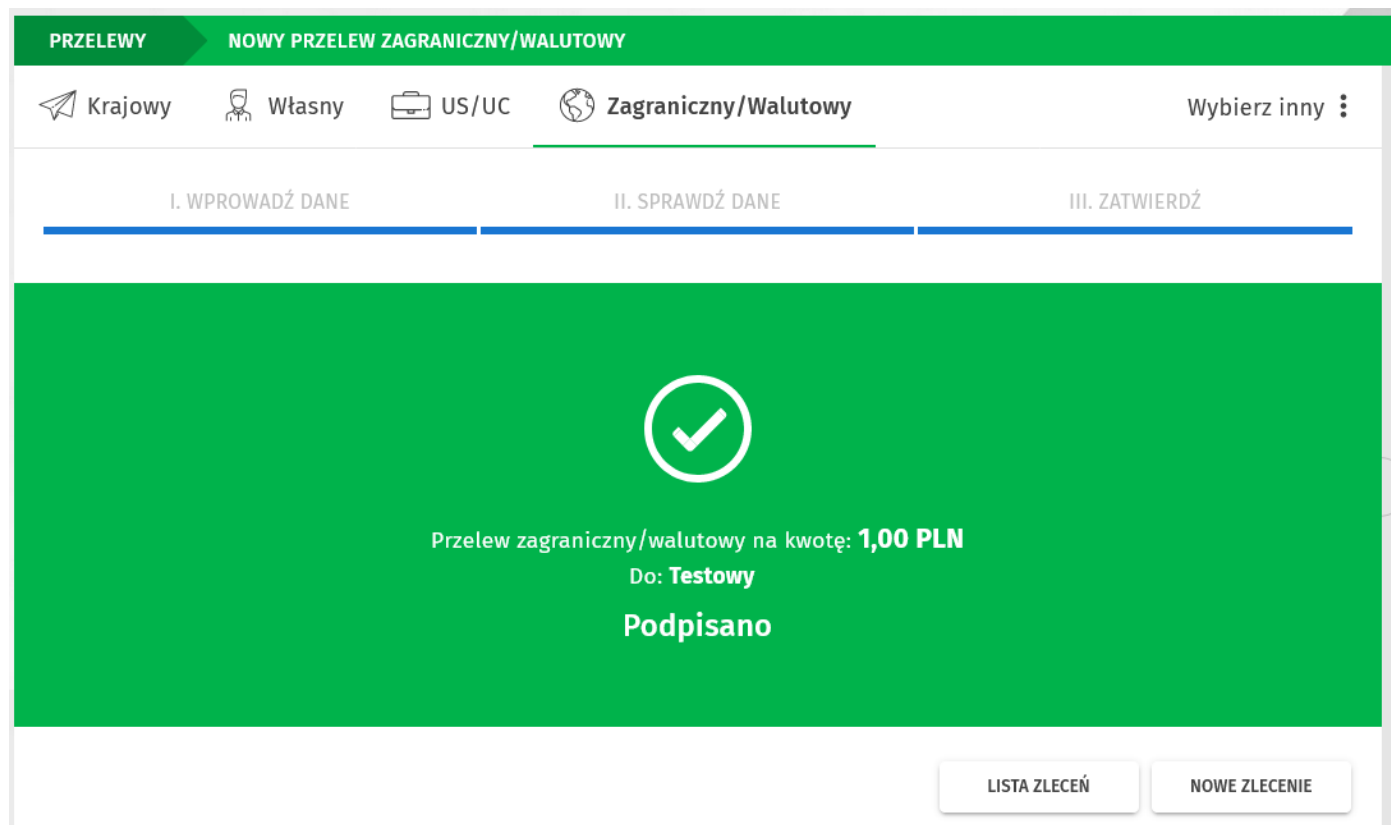 PRZELEWY NOWY PRZELEW ZAGRANICZNY/WALUTOWY
Krajowy Własny US/UC Zagraniczny/Walutowy Wybierz inny
I. WPROWADŹ DANE II. SPRAWDŹ DANE III. ZATWIERDŹ
Przelew zagraniczny/walutowy na kwotę: 1,00 PLN
Do: Testowy
Podpisano
LISTA ZLECEŃ NOWE ZLECENIE